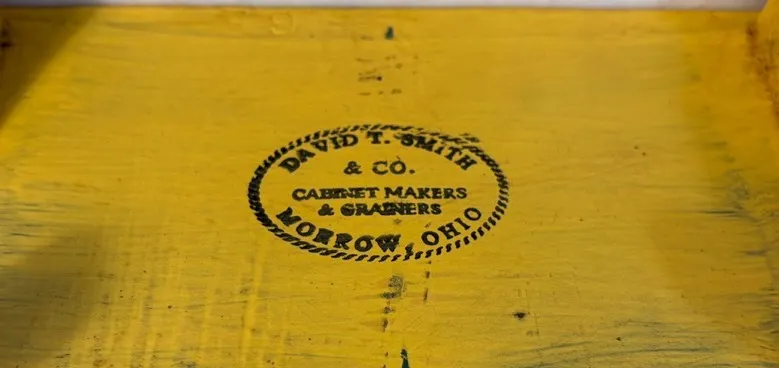 DAVID T. SMITH
& CO.
CABINET MAKERS
& GRAINERS
MORROW, OHIO